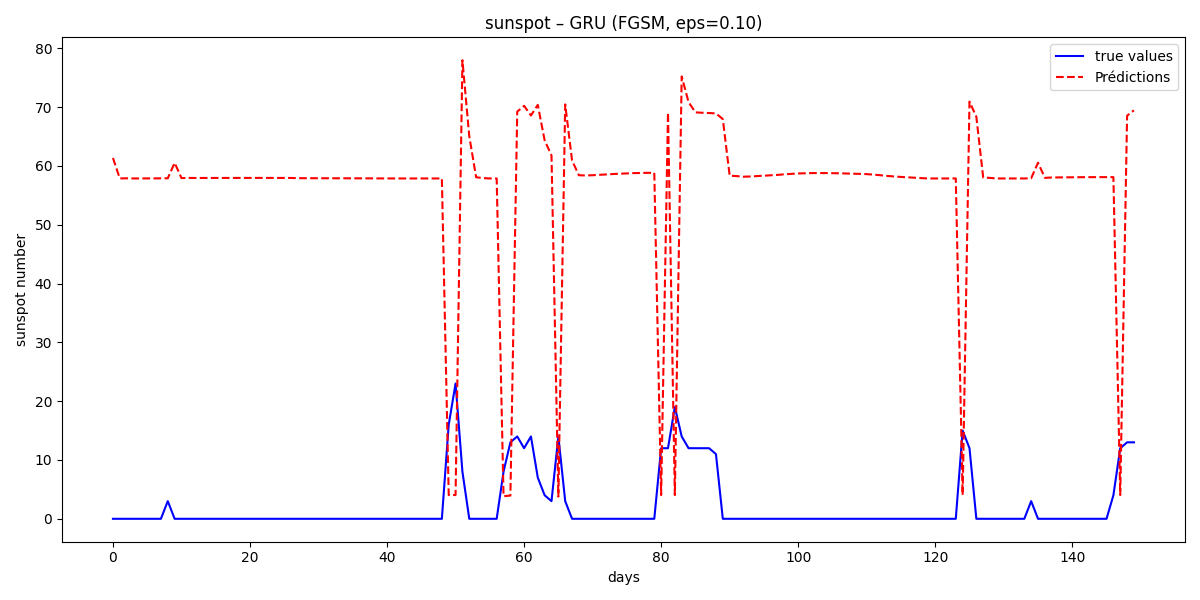 sunspot – GRU (FGSM, eps=0.10)
true values
Prédictions
sunspot number
80
70
60
50
40
30
20
10
0
0 20 40 60 80 100 120 140
days